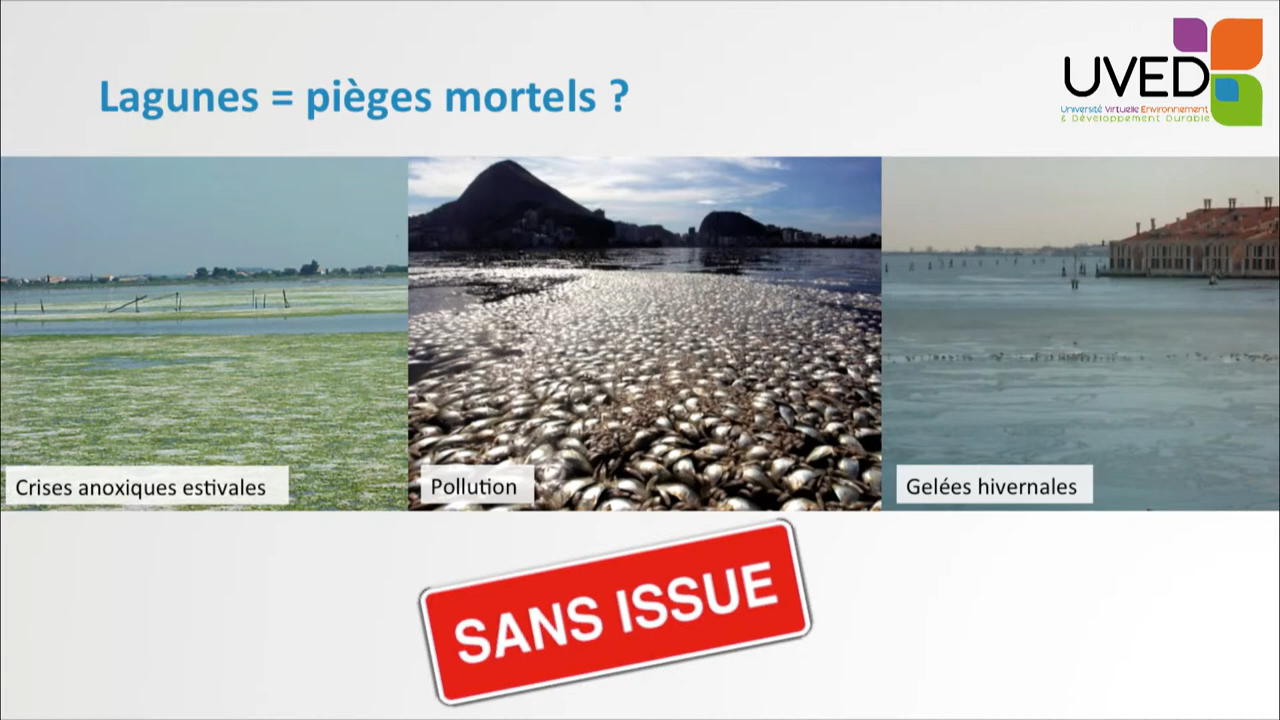 Lagunes = pièges mortels ?
UVED
Université Virtuelle Environnement
& Développement Durable
Crises anoxiques estivales
Pollution
Gelées hivernales
SANS ISSUE